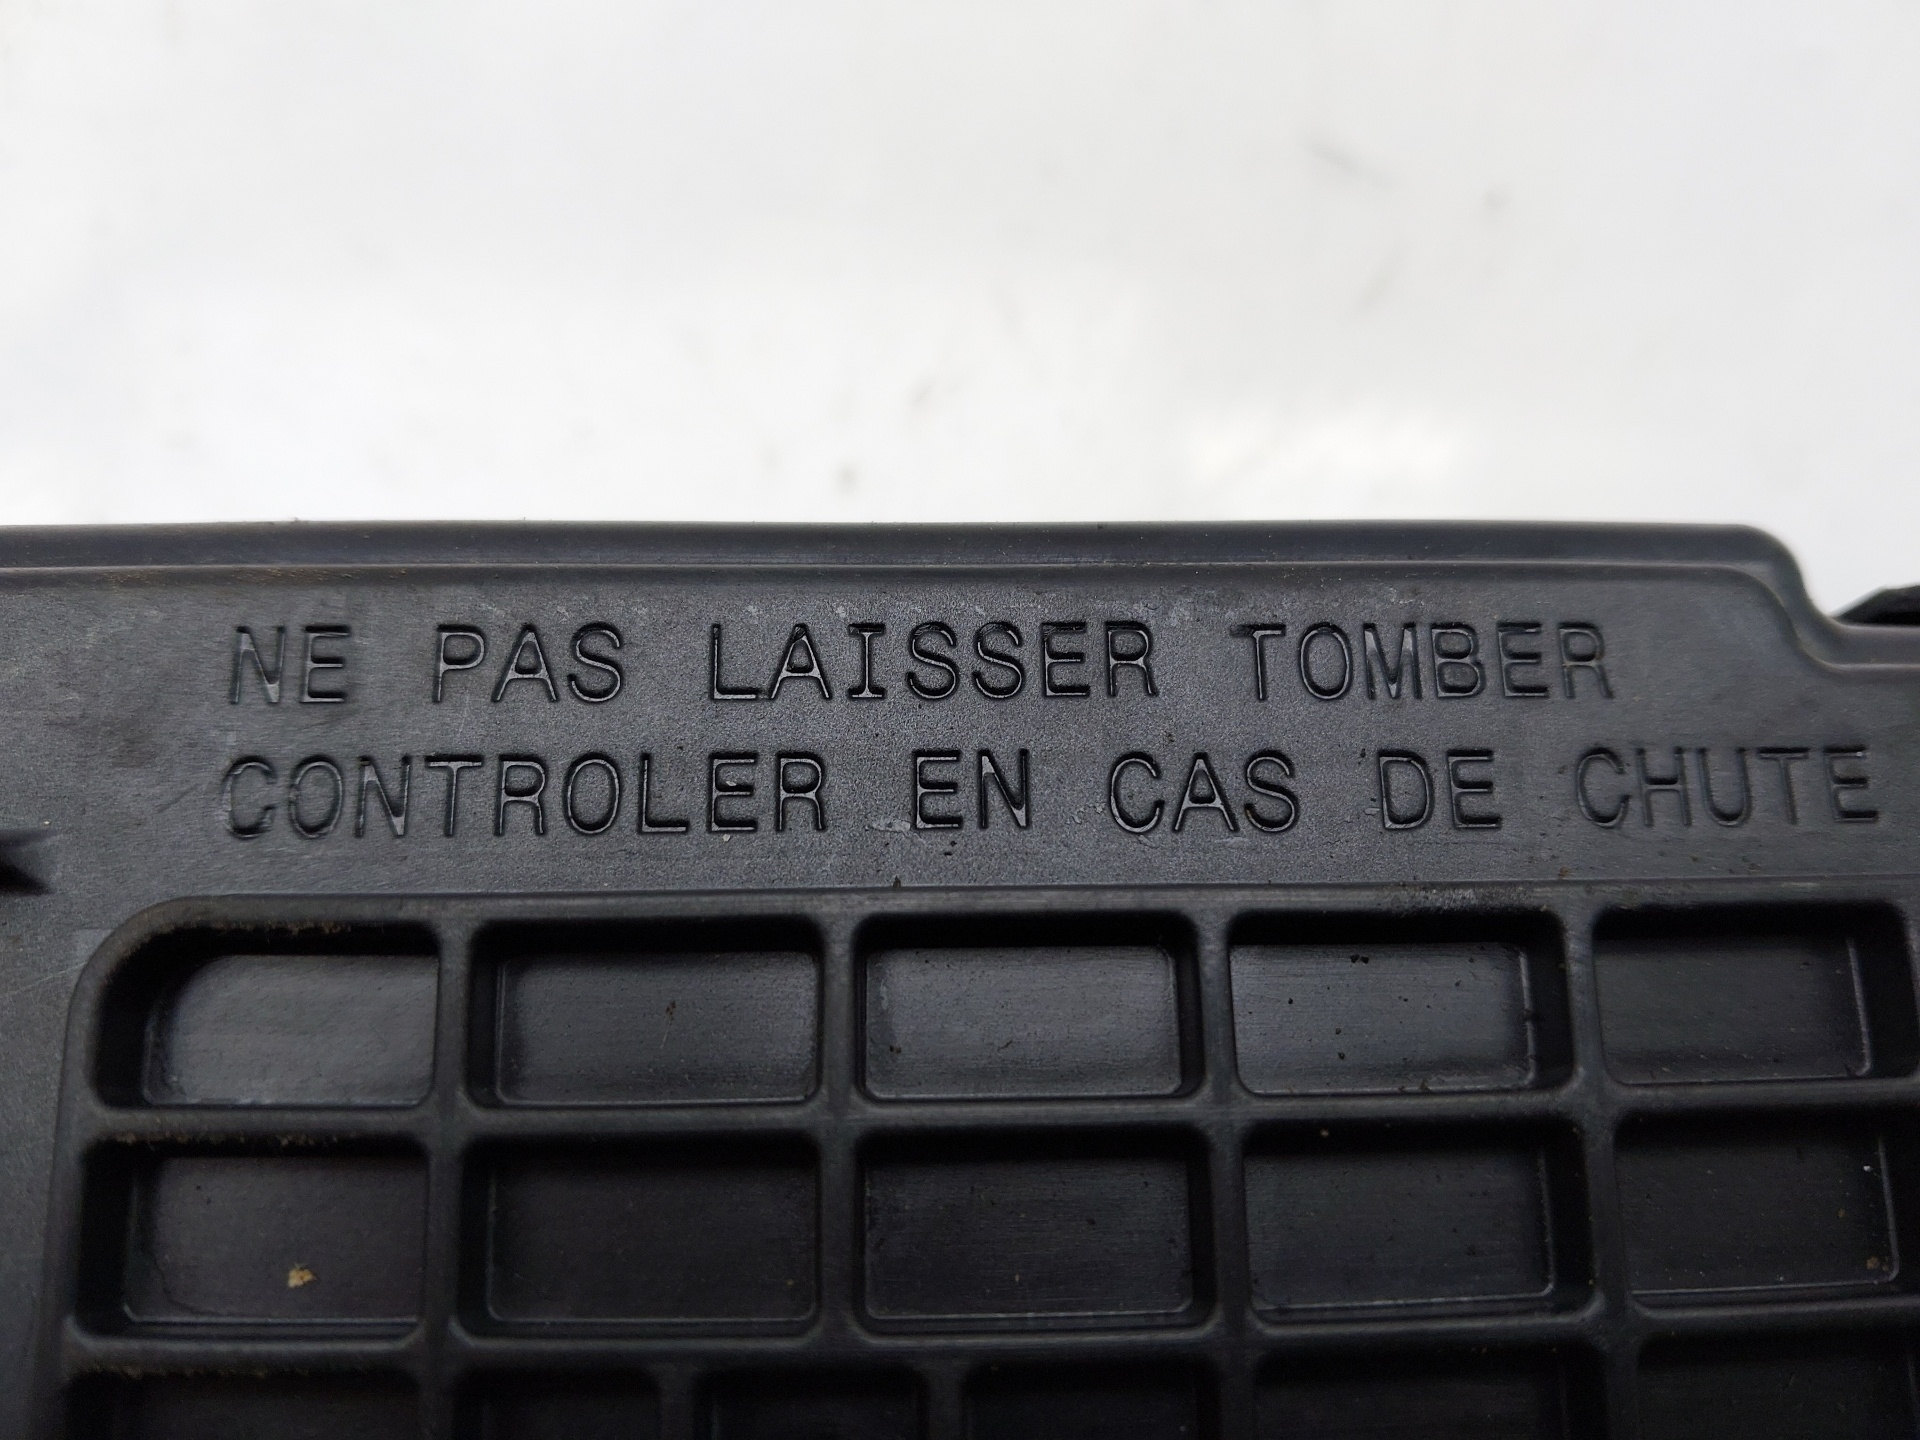 NE PAS LAISSER TOMBER
CONTROLER EN CAS DE CHUTE